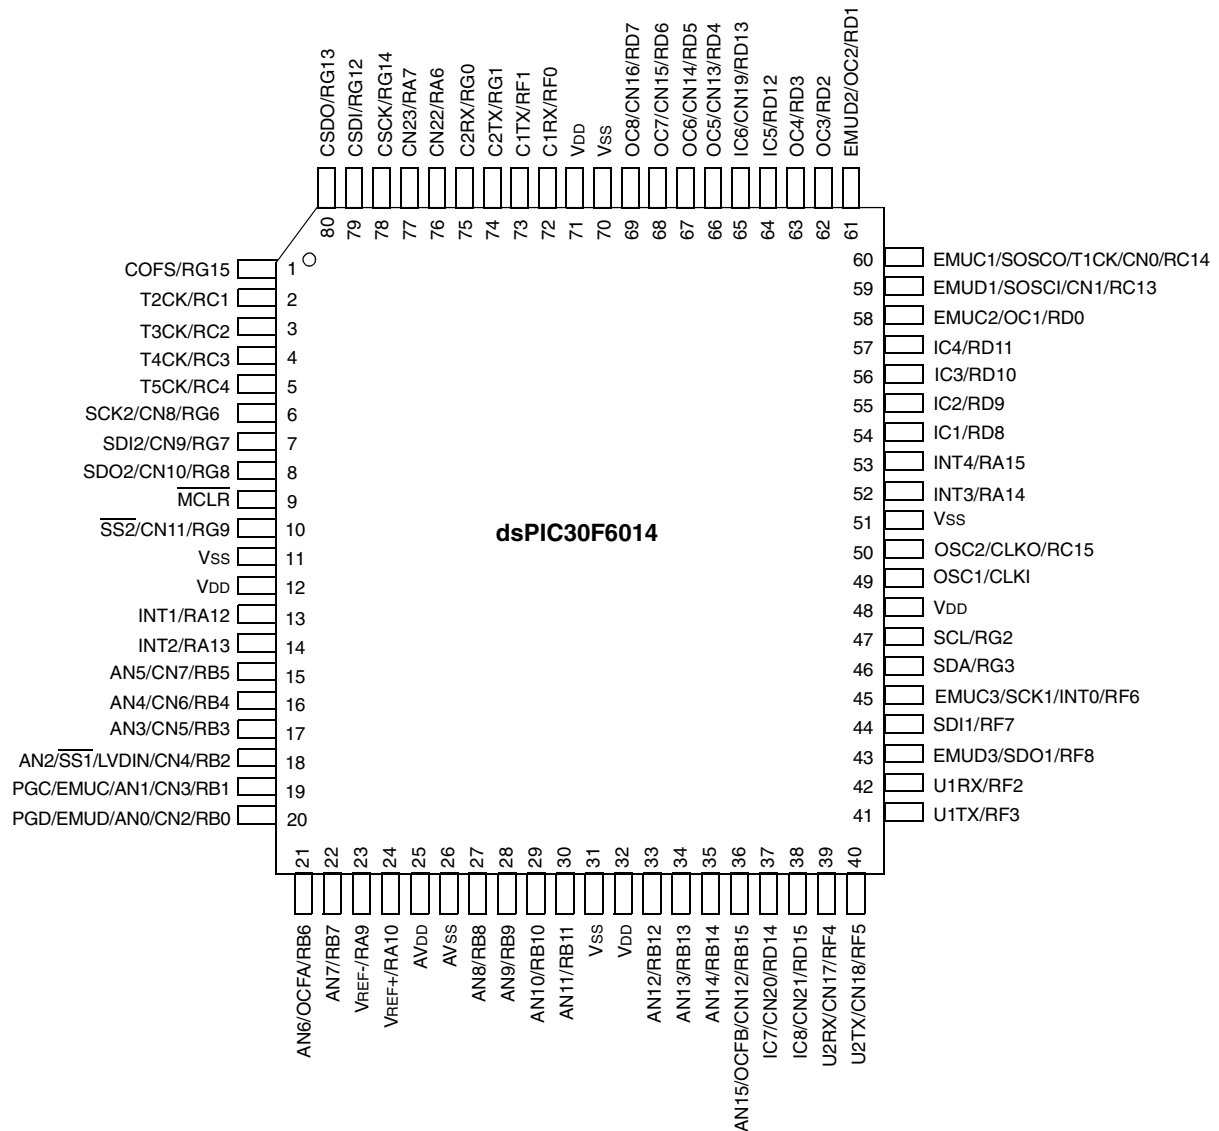 CSDO/RG13
CSDI/RG12
CSCK/RG14
CN23/RA7
CN22/RA6
C2RX/RG0
C2TX/RG1
C1TX/RF1
C1RX/RF0
VDD
VSS
OC8/CN16/RD7
OC7/CN15/RD6
OC6/CN14/RD5
OC5/CN13/RD4
IC6/CN19/RD13
IC5/RD12
OC4/RD3
OC3/RD2
EMUD2/OC2/RD1
80
79
78
77
76
75
74
73
72
71
70
69
68
67
66
65
64
63
62
61
COFS/RG15 1
T2CK/RC1 2
T3CK/RC2 3
T4CK/RC3 4
T5CK/RC4 5
SCK2/CN8/RG6 6
SDI2/CN9/RG7 7
SDO2/CN10/RG8 8
MCLR 9
SS2/CN11/RG9 10
VSS 11
VDD 12
INT1/RA12 13
INT2/RA13 14
AN5/CN7/RB5 15
AN4/CN6/RB4 16
AN3/CN5/RB3 17
AN2/SS1/LVDIN/CN4/RB2 18
PGC/EMUC/AN1/CN3/RB1 19
PGD/EMUD/AN0/CN2/RB0 20
dsPIC30F6014
60 EMUC1/SOSCO/T1CK/CN0/RC14
59 EMUD1/SOSCI/CN1/RC13
58 EMUC2/OC1/RD0
57 IC4/RD11
56 IC3/RD10
55 IC2/RD9
54 IC1/RD8
53 INT4/RA15
52 INT3/RA14
51 VSS
50 OSC2/CLKO/RC15
49 OSC1/CLKI
48 VDD
47 SCL/RG2
46 SDA/RG3
45 EMUC3/SCK1/INT0/RF6
44 SDI1/RF7
43 EMUD3/SDO1/RF8
42 U1RX/RF2
41 U1TX/RF3
21
22
23
24
25
26
27
28
29
30
31
32
33
34
35
36
37
38
39
40
AN6/OCFA/RB6
AN7/RB7
VREF-/RA9
VREF+/RA10
AVDD
AVSS
AN8/RB8
AN9/RB9
AN10/RB10
AN11/RB11
VSS
VDD
AN12/RB12
AN13/RB13
AN14/RB14
AN15/OCFB/CN12/RB15
IC7/CN20/RD14
IC8/CN21/RD15
U2RX/CN17/RF4
U2TX/CN18/RF5